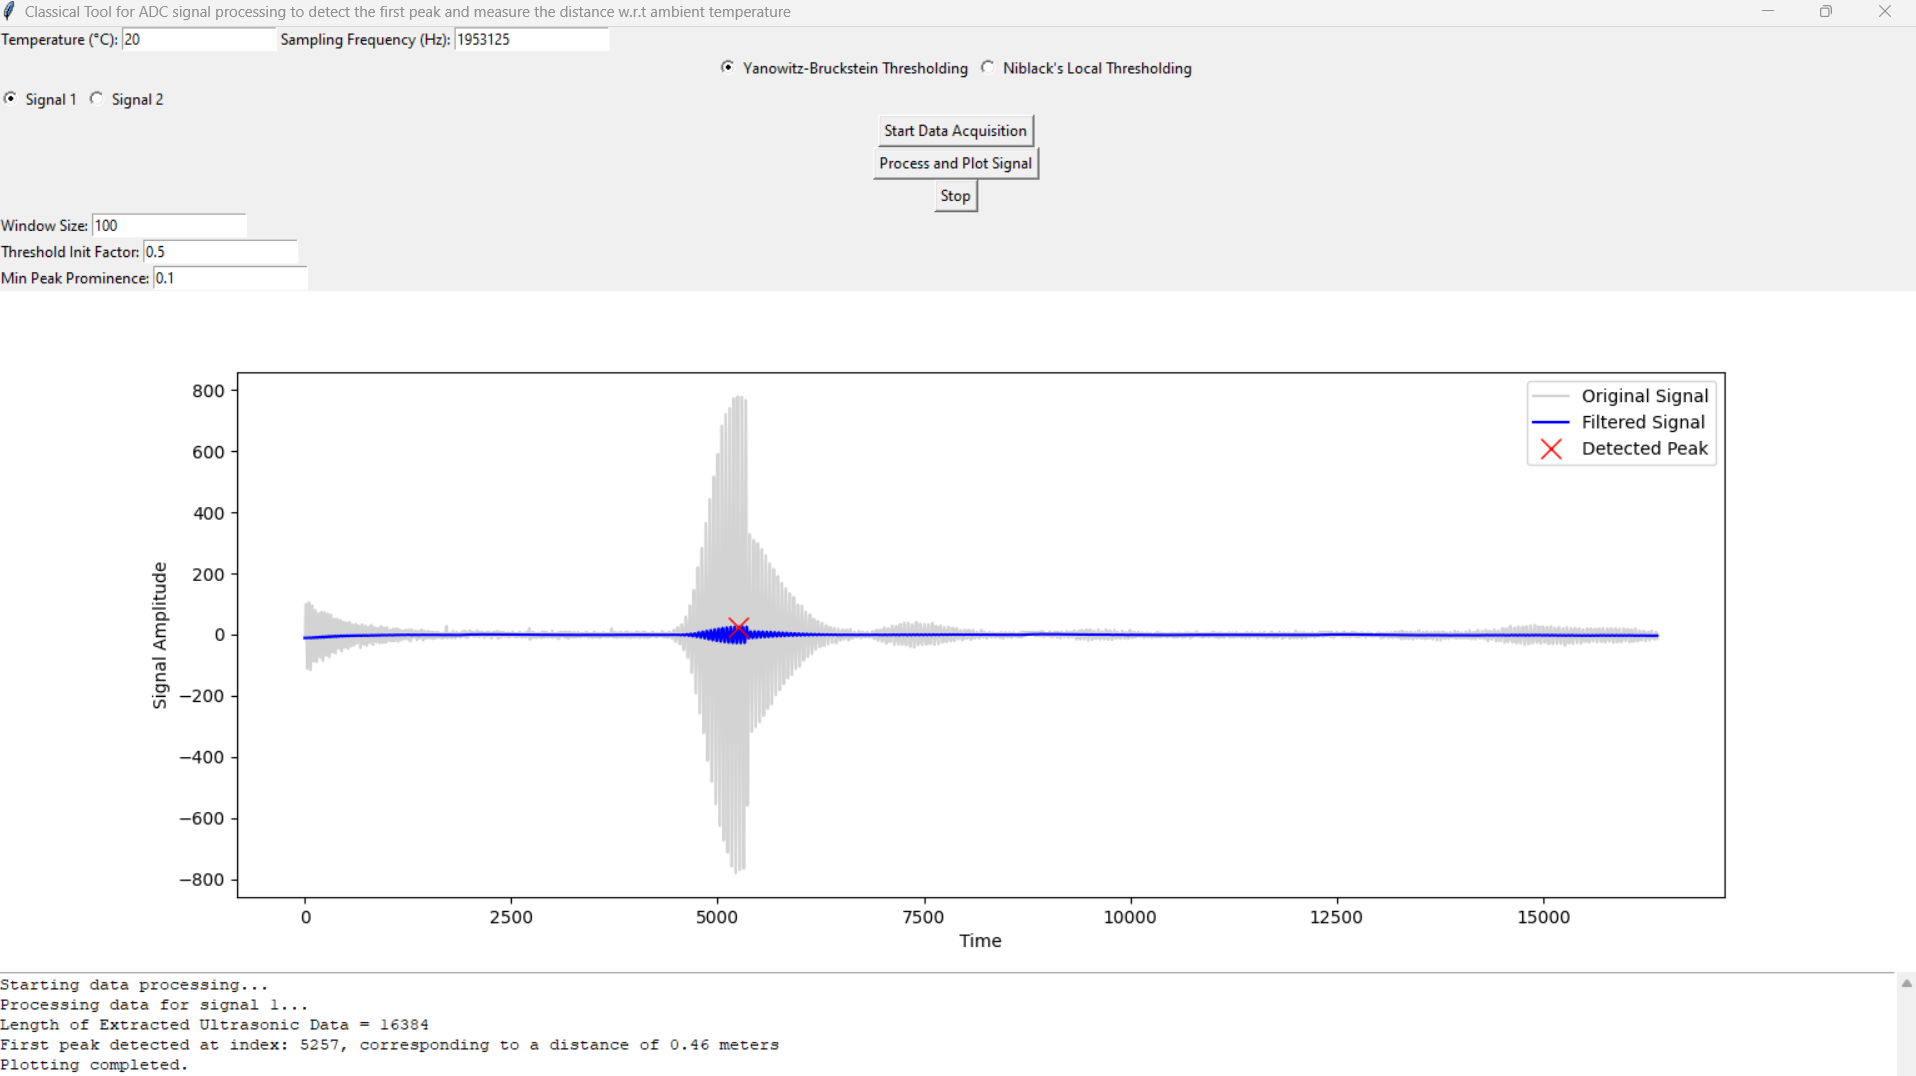 Classical Tool for ADC signal processing to detect the first peak and measure the distance w.r.t ambient temperature
Temperature (°C): 20 Sampling Frequency (Hz): 1953125
Yanowitz-Bruckstein Thresholding Niblack's Local Thresholding
Signal 1 Signal 2
Start Data Acquisition
Process and Plot Signal
Stop
Window Size: 100
Threshold Init Factor: 0.5
Min Peak Prominence: 0.1
Original Signal
Filtered Signal
Detected Peak
800
600
400
200
0
−200
−400
−600
−800
Signal Amplitude
0 2500 5000 7500 10000 12500 15000
Time
Starting data processing...
Processing data for signal 1...
Length of Extracted Ultrasonic Data = 16384
First peak detected at index: 5257, corresponding to a distance of 0.46 meters
Plotting completed.